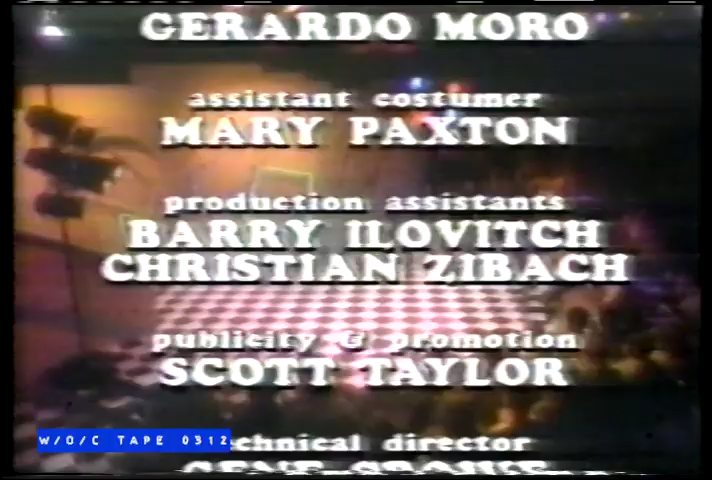 GERARDO MORO
assistant costumer
MARY PAXTON
production assistants
BARRY ILOVITCH
CHRISTIAN ZIBACH
publicity & promotion
SCOTT TAYLOR
director
W/O/C TAPE 0312